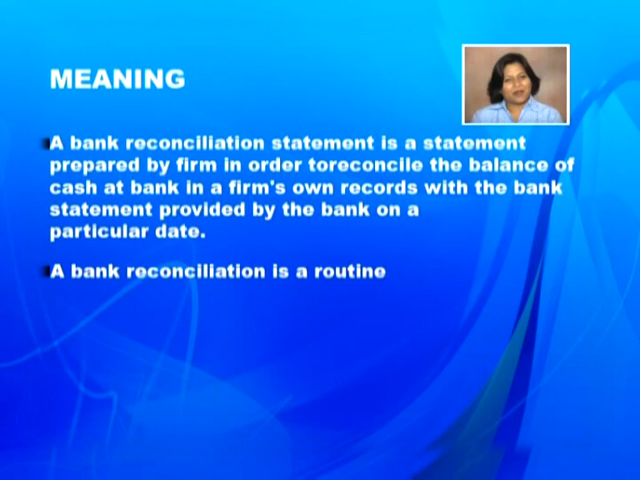 MEANING
A bank reconciliation statement is a statement
prepared by firm in order toreconcile the balance of
cash at bank in a firm's own records with the bank
statement provided by the bank on a
particular date.
A bank reconciliation is a routine